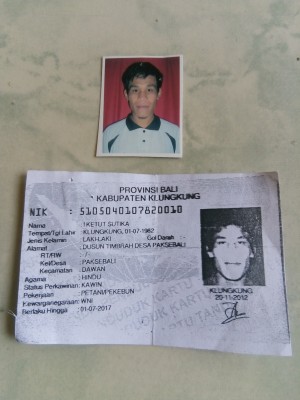 PROVINSI BALI
KABUPATEN KLUNGKUNG
NIK : 5105040107820010
Nama : I KETUT SUTIKA
Tempat/Tgl Lahir : KLUNGKUNG, 01-07-1982
Jenis Kelamin : LAKI-LAKI Gol Darah
Alamat : DUSUN TIMBRAH DESA PAKSEBALI
RT/RW : /
Kel/Desa : PAKSEBALI
Kecamatan : DAWAN
Agama : HINDU
Status Perkawinan : KAWIN
Pekerjaan : PETANI/PEKEBUN
Kewarganegaraan : WNI
Berlaku Hingga : 01-07-2017
KLUNGKUNG
20-11-2012